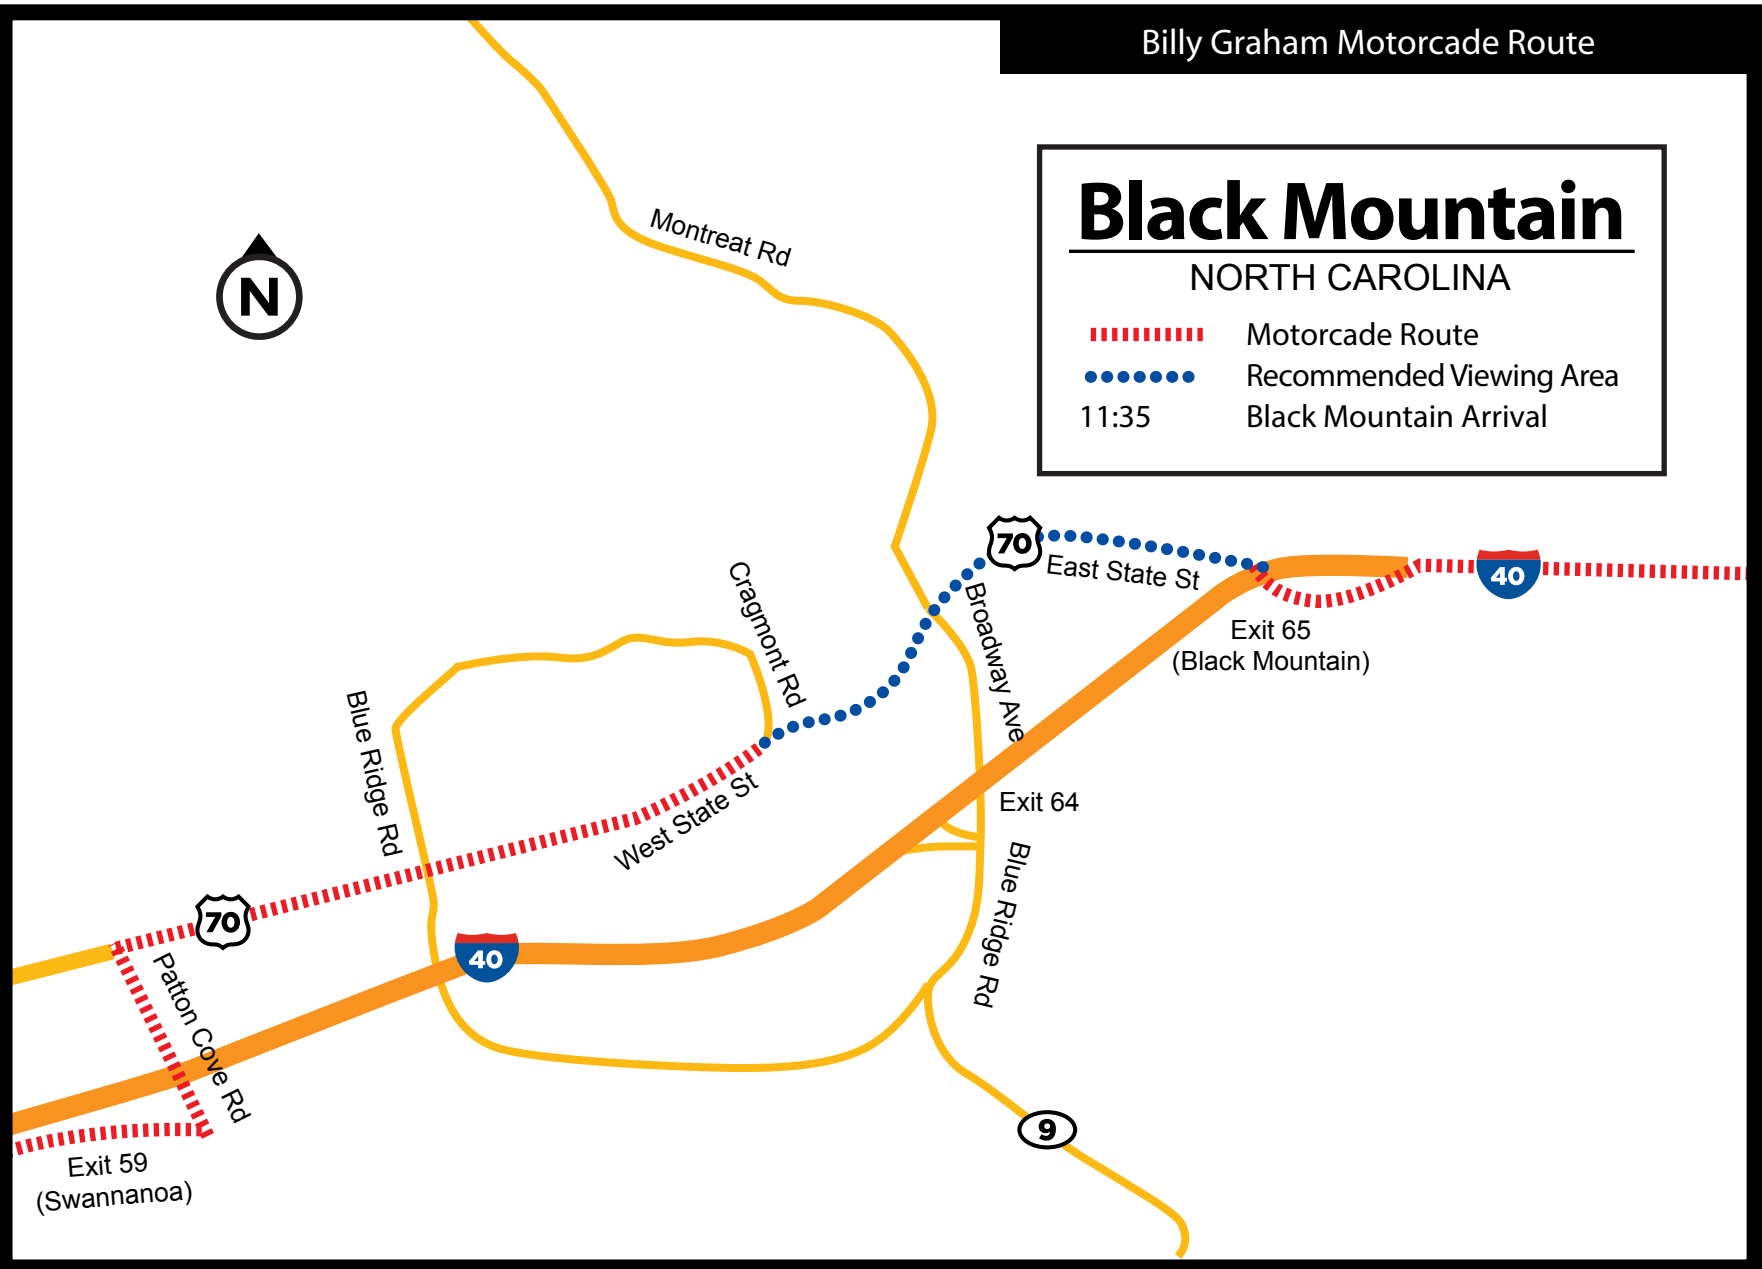 Billy Graham Motorcade Route
Black Mountain
NORTH CAROLINA
Motorcade Route
Recommended Viewing Area
11:35 Black Mountain Arrival
N
Montreat Rd
70
East State St
40
Cragmont Rd
Broadway Ave
Exit 65
(Black Mountain)
Blue Ridge Rd
West State St
Exit 64
Blue Ridge Rd
70
40
Patton Cove Rd
9
Exit 59
(Swannanoa)